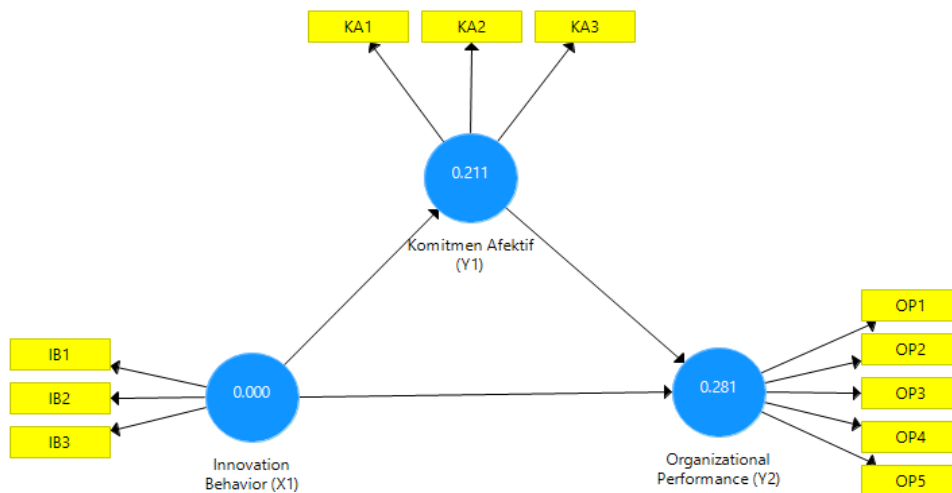 KA1
KA2
KA3
0.211
Komitmen Afektif
(Y1)
IB1
IB2
IB3
0.000
Innovation
Behavior (X1)
0.281
Organizational
Performance (Y2)
OP1
OP2
OP3
OP4
OP5